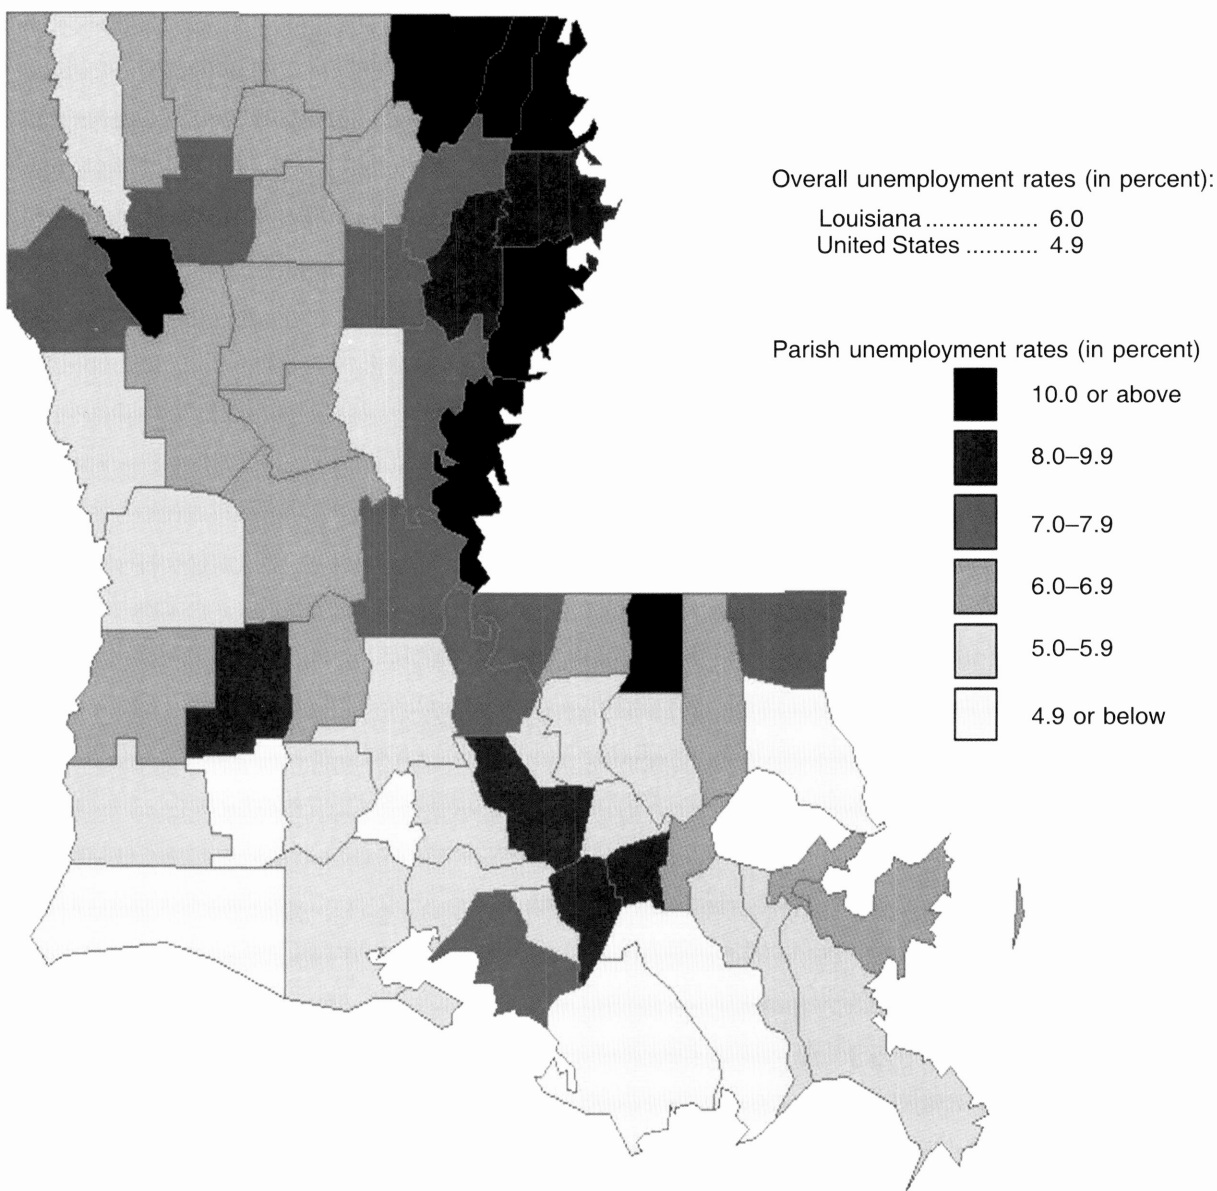 Overall unemployment rates (in percent):
Louisiana ................. 6.0
United States ........... 4.9
Parish unemployment rates (in percent)
10.0 or above
8.0–9.9
7.0–7.9
6.0–6.9
5.0–5.9
4.9 or below